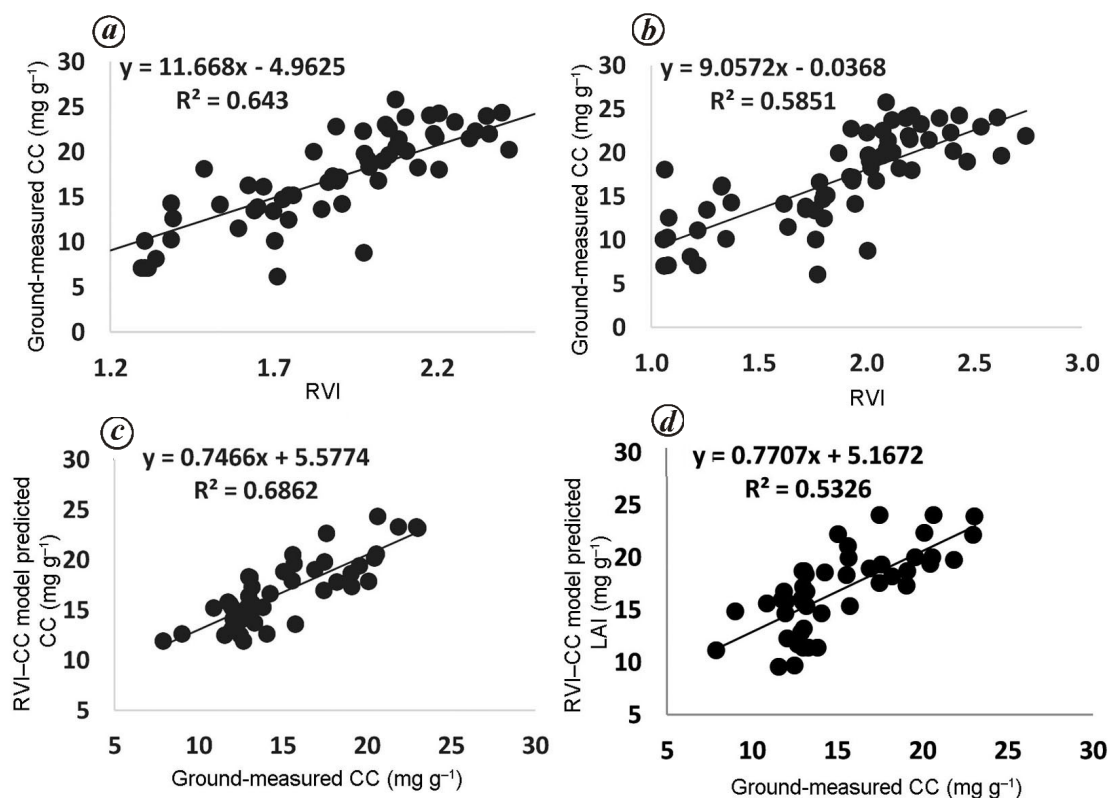 a
y = 11.668x - 4.9625
R² = 0.643
Ground-measured CC (mg g⁻¹)
30
25
20
15
10
5
0
1.2
1.7
2.2
RVI
b
y = 9.0572x - 0.0368
R² = 0.5851
Ground-measured CC (mg g⁻¹)
30
25
20
15
10
5
0
1.0
1.5
2.0
2.5
3.0
RVI
c
y = 0.7466x + 5.5774
R² = 0.6862
RVI–CC model predicted
CC (mg g⁻¹)
30
25
20
15
10
5
5
10
15
20
25
30
Ground-measured CC (mg g⁻¹)
d
y = 0.7707x + 5.1672
R² = 0.5326
RVI–CC model predicted
LAI (mg g⁻¹)
30
25
20
15
10
5
5
10
15
20
25
30
Ground-measured CC (mg g⁻¹)